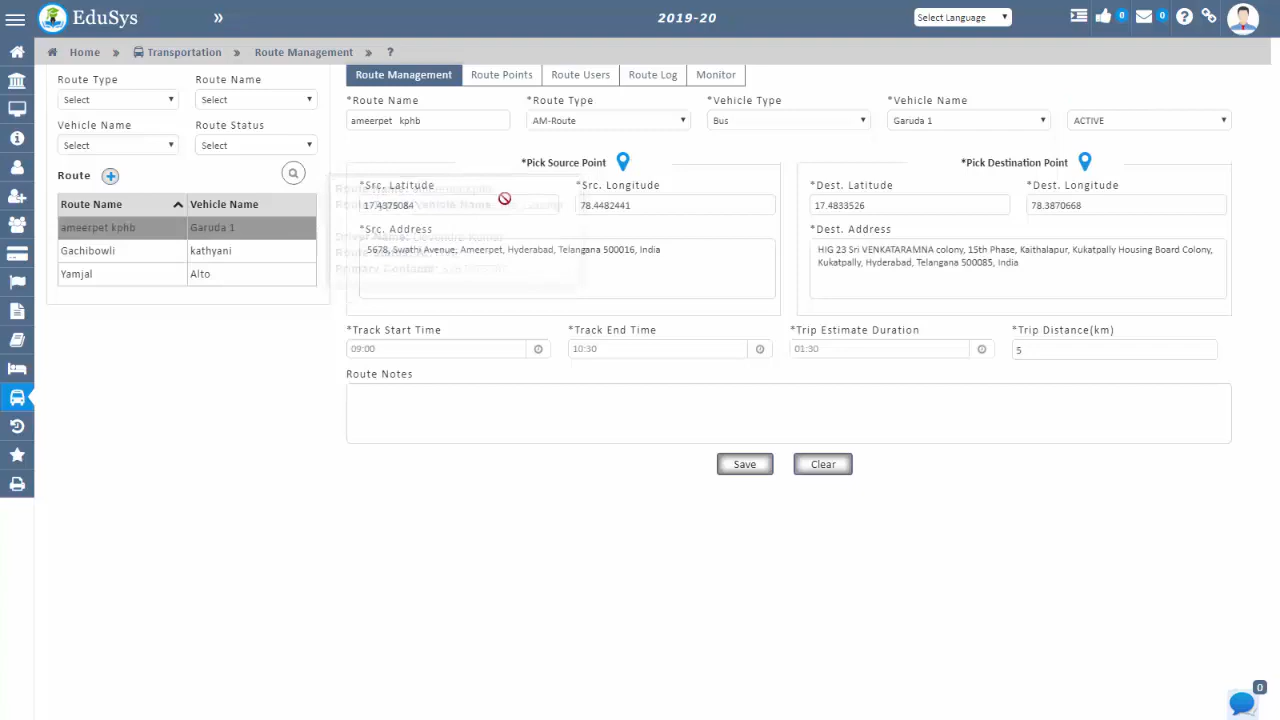 EduSys
»
2019-20
Select Language
0
0
Home » Transportation » Route Management » ?
Route Type
Route Name
Select
Select
Vehicle Name
Route Status
Select
Select
Route
Route Name
Vehicle Name
ameerpet kphb
Garuda 1
Gachibowli
kathyani
Yamjal
Alto
Route Management
Route Points
Route Users
Route Log
Monitor
*Route Name
*Route Type
*Vehicle Type
*Vehicle Name
ameerpet kphb
AM-Route
Bus
Garuda 1
ACTIVE
*Pick Source Point
*Src. Latitude
*Src. Longitude
17.4375084
78.4482441
*Src. Address
5678, Swathi Avenue, Ameerpet, Hyderabad, Telangana 500016, India
*Pick Destination Point
*Dest. Latitude
*Dest. Longitude
17.4833526
78.3870668
*Dest. Address
HIG 23 Sri VENKATARAMNA colony, 15th Phase, Kaithalapur, Kukatpally Housing Board Colony,
Kukatpally, Hyderabad, Telangana 500085, India
*Track Start Time
*Track End Time
*Trip Estimate Duration
*Trip Distance(km)
09:00
10:30
01:30
5
Route Notes
Save
Clear
0